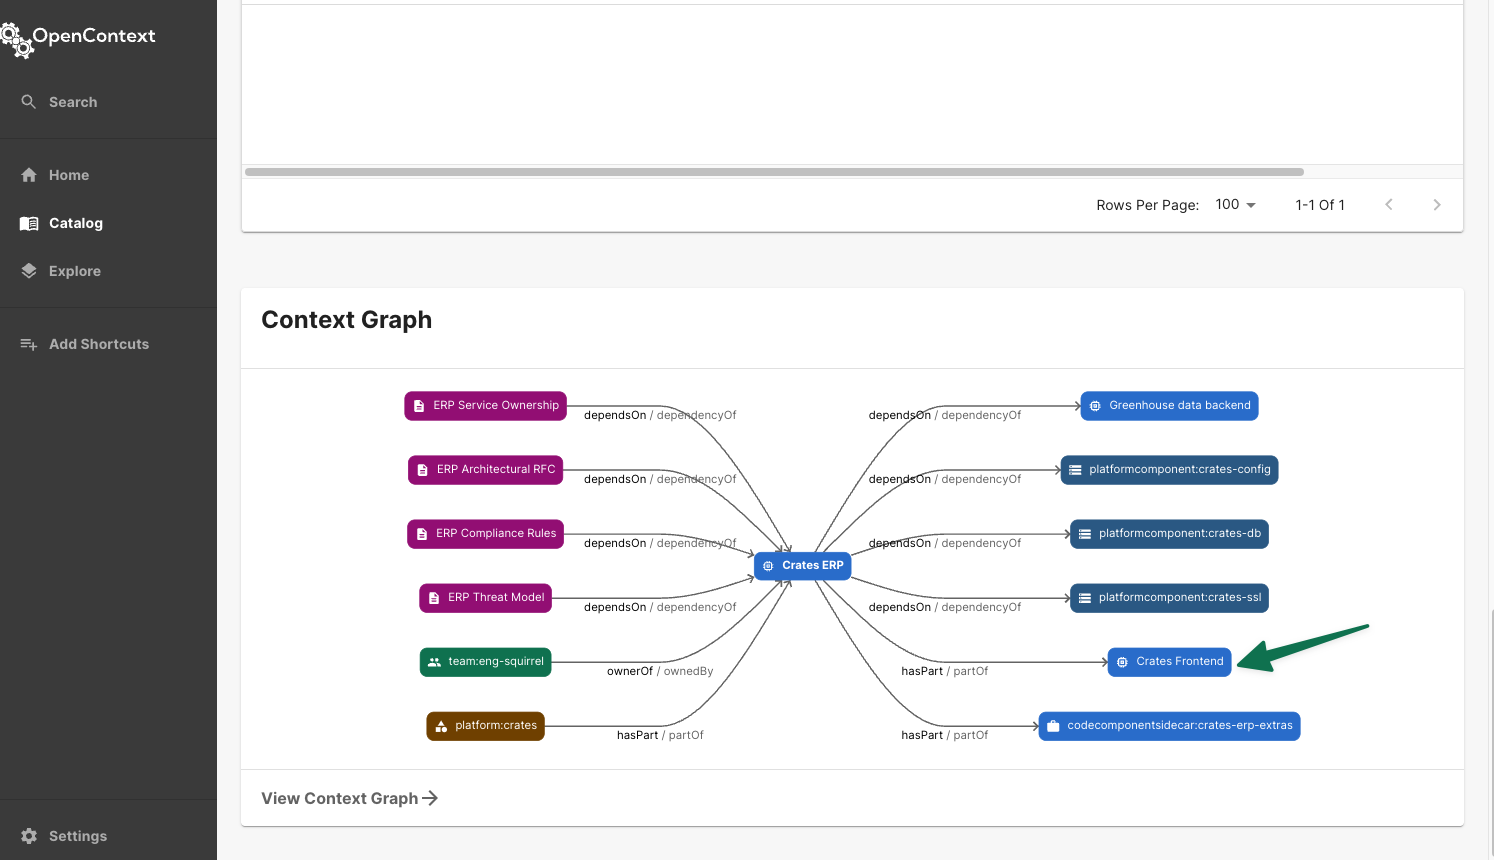 OpenContext
Search
Home
Catalog
Explore
Add Shortcuts
Settings
Rows Per Page: 100 1-1 Of 1
Context Graph
ERP Service Ownership
dependsOn / dependencyOf
dependsOn / dependencyOf
Greenhouse data backend
ERP Architectural RFC
dependsOn / dependencyOf
dependsOn / dependencyOf
platformcomponent:crates-config
ERP Compliance Rules
dependsOn / dependencyOf
dependsOn / dependencyOf
platformcomponent:crates-db
Crates ERP
ERP Threat Model
dependsOn / dependencyOf
dependsOn / dependencyOf
platformcomponent:crates-ssl
team:eng-squirrel
ownerOf / ownedBy
hasPart / partOf
Crates Frontend
platform:crates
hasPart / partOf
hasPart / partOf
codecomponentsidecar:crates-erp-extras
View Context Graph